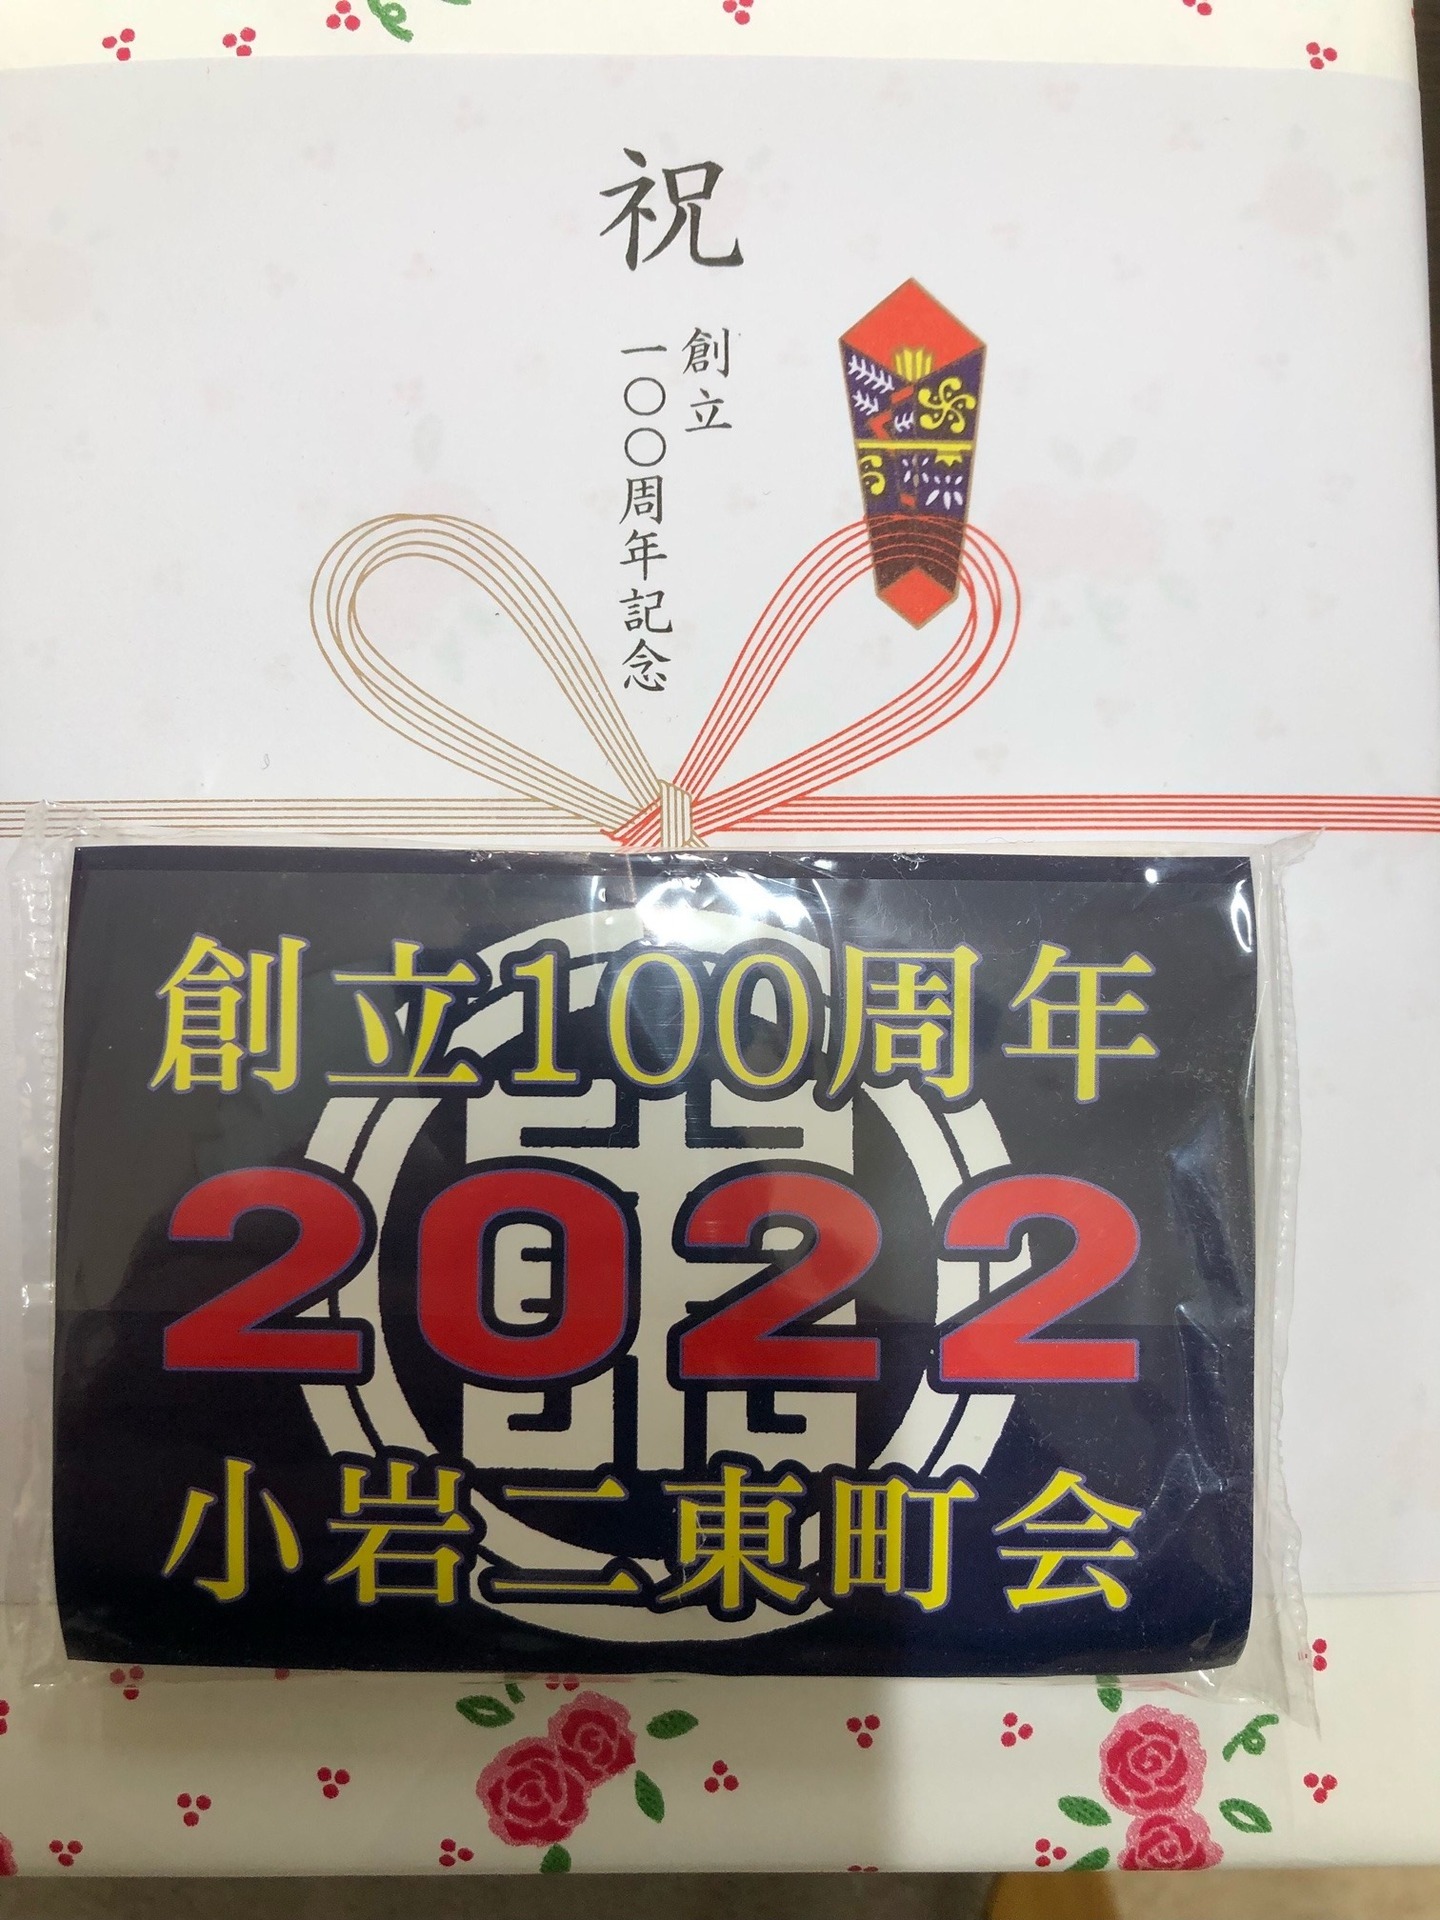 祝
創立
一〇〇周年記念
創立100周年
2022
小岩二東町会